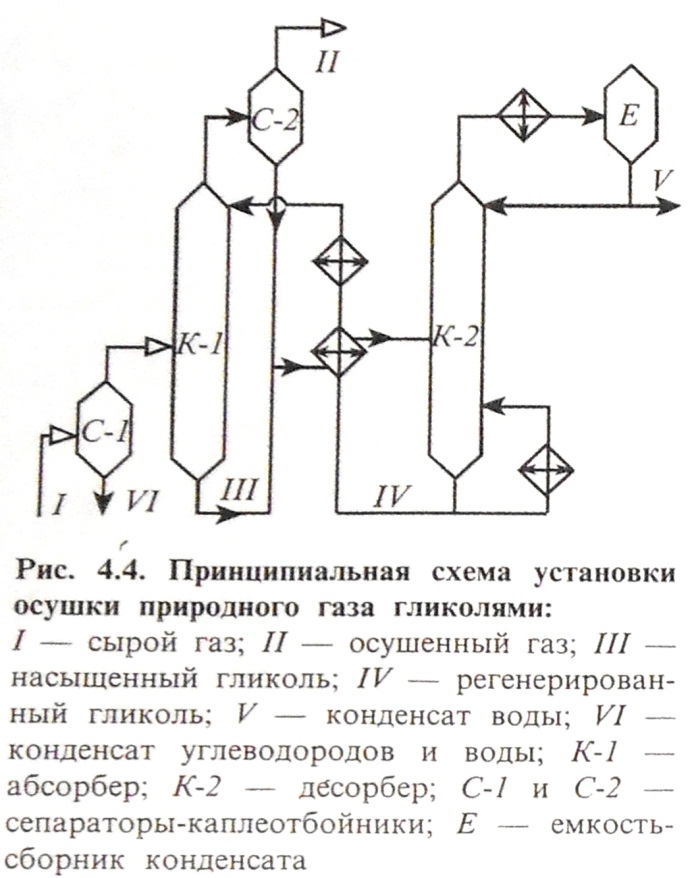 II
С-2
E
V
К-1
К-2
С-1
I
VI
III
IV
Рис. 4.4. Принципиальная схема установки
осушки природного газа гликолями:
I — сырой газ; II — осушенный газ; III —
насыщенный гликоль; IV — регенерирован-
ный гликоль; V — конденсат воды; VI —
конденсат углеводородов и воды; К-1 —
абсорбер; К-2 — десорбер; С-1 и С-2 —
сепараторы-каплеотбойники; Е — емкость-
сборник конденсата